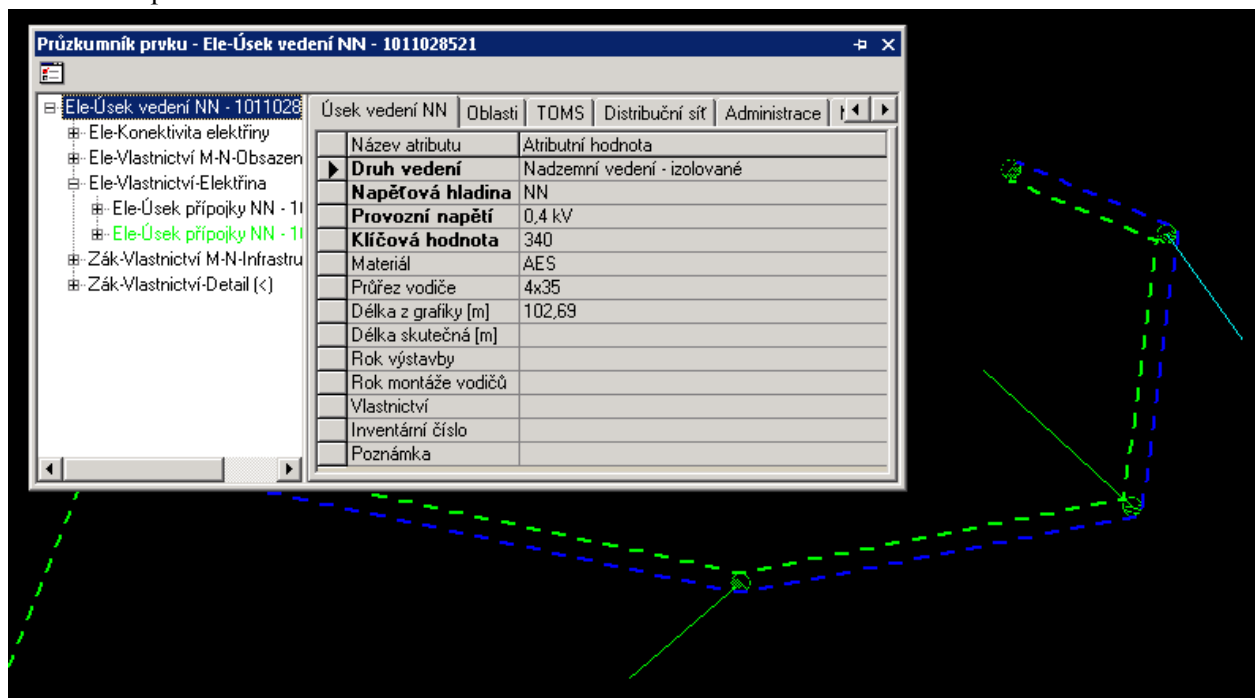 Průzkumník prvku - Ele-Úsek vedení NN - 1011028521
Ele-Úsek vedení NN - 1011028
Ele-Konektivita elektřiny
Ele-Vlastnictví M-N-Obsazen
Ele-Vlastnictví-Elektřina
Ele-Úsek přípojky NN - 1
Ele-Úsek přípojky NN - 1
Zák-Vlastnictví M-N-Infrastru
Zák-Vlastnictví-Detail (<)
Úsek vedení NN Oblasti TOMS Distribuční síť Administrace
Název atributu Atributní hodnota
Druh vedení Nadzemní vedení - izolované
Napěťová hladina NN
Provozní napětí 0,4 kV
Klíčová hodnota 340
Materiál AES
Průřez vodiče 4x35
Délka z grafiky [m] 102,69
Délka skutečná [m]
Rok výstavby
Rok montáže vodičů
Vlastnictví
Inventární číslo
Poznámka